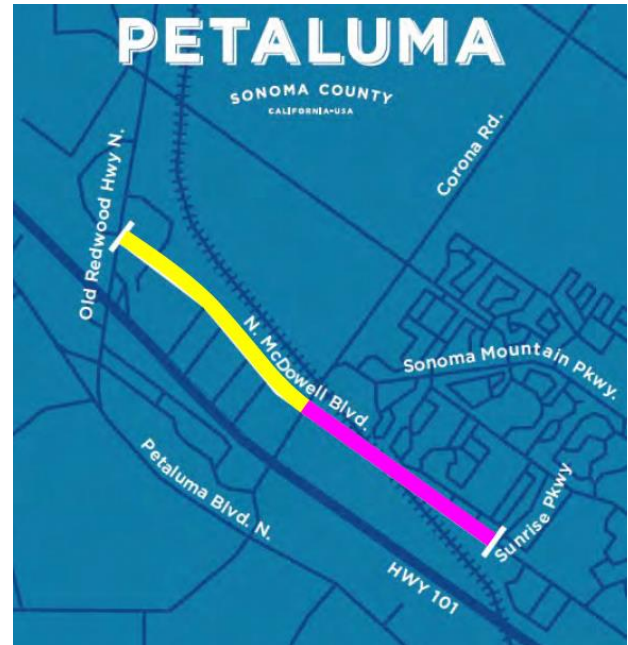 PETALUMA
SONOMA COUNTY
CALIFORNIA-USA
Old Redwood Hwy N.
Corona Rd.
N. McDowell Blvd.
Sonoma Mountain Pkwy.
Petaluma Blvd. N.
Sunrise Pkwy
HWY 101